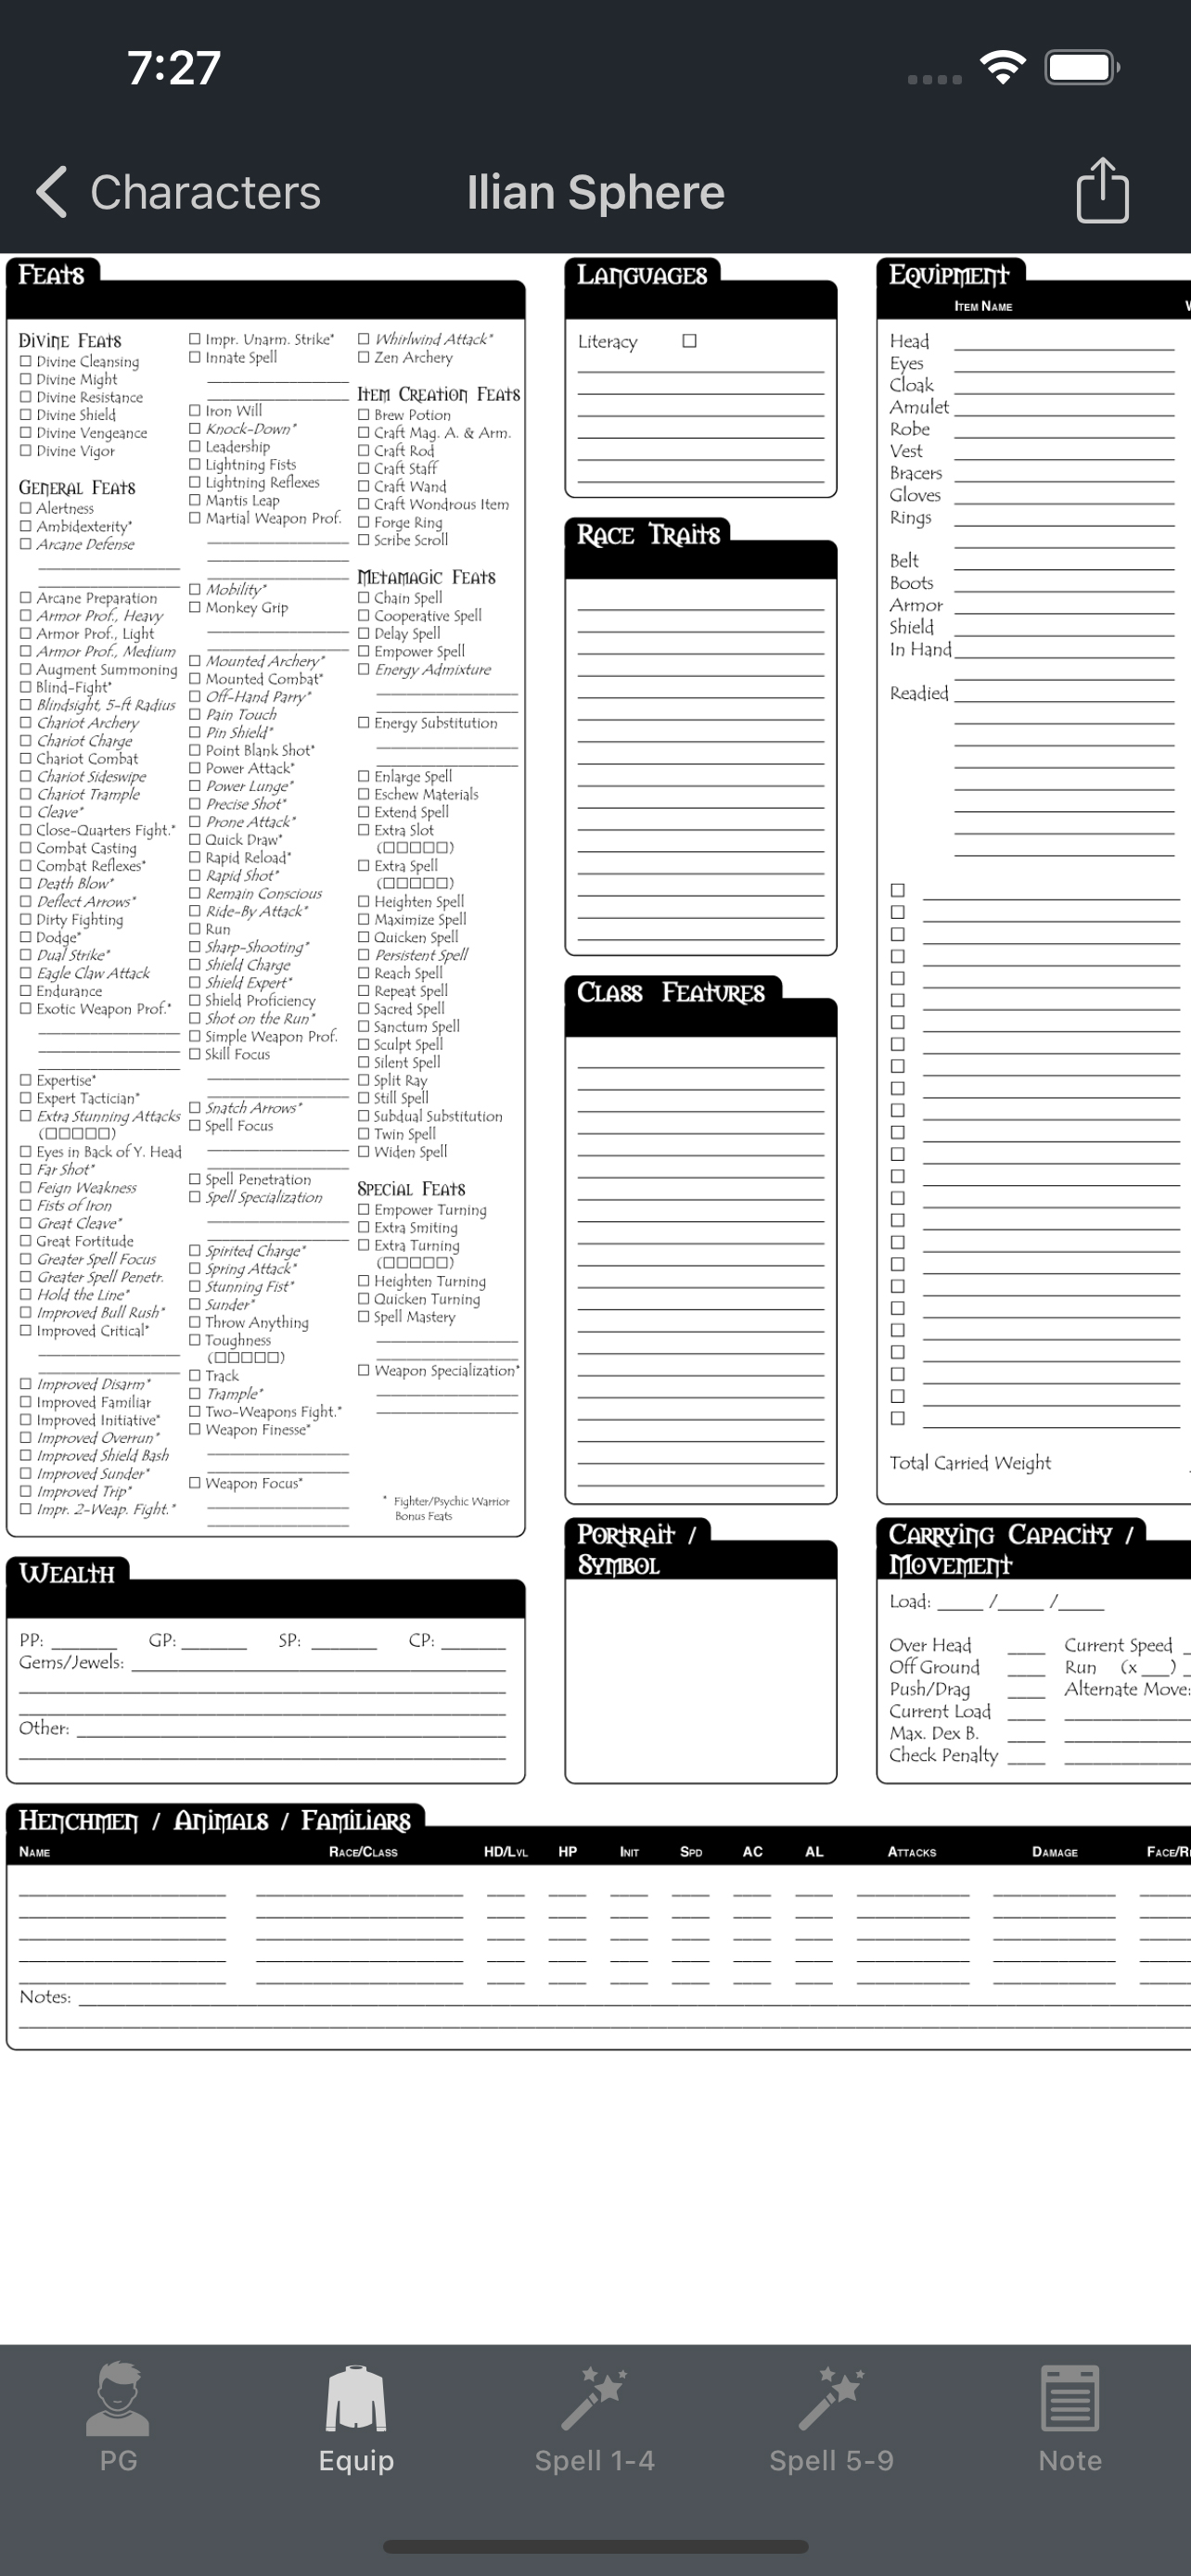 7:27
Characters
Ilian Sphere
Feats
Divine Feats
Divine Cleansing
Divine Might
Divine Resistance
Divine Shield
Divine Vengeance
Divine Vigor
General Feats
Alertness
Ambidexterity*
Arcane Defense
Arcane Preparation
Armor Prof., Heavy
Armor Prof., Light
Armor Prof., Medium
Augment Summoning
Blind-Fight*
Blindsight, 5-ft Radius
Chariot Archery
Chariot Charge
Chariot Combat
Chariot Sideswipe
Chariot Trample
Cleave*
Close-Quarters Fight.*
Combat Casting
Combat Reflexes*
Death Blow*
Deflect Arrows*
Dirty Fighting
Dodge*
Dual Strike*
Eagle Claw Attack
Endurance
Exotic Weapon Prof.*
Expertise*
Expert Tactician*
Extra Stunning Attacks
(□□□□□)
Eyes in Back of Y. Head
Far Shot*
Feign Weakness
Fists of Iron
Great Cleave*
Great Fortitude
Greater Spell Focus
Greater Spell Penetr.
Hold the Line*
Improved Bull Rush*
Improved Critical*
Improved Disarm*
Improved Familiar
Improved Initiative*
Improved Overrun*
Improved Shield Bash
Improved Sunder*
Improved Trip*
Impr. 2-Weap. Fight.*
Impr. Unarm. Strike*
Innate Spell
Iron Will
Knock-Down*
Leadership
Lightning Fists
Lightning Reflexes
Mantis Leap
Martial Weapon Prof.
Mobility*
Monkey Grip
Mounted Archery*
Mounted Combat*
Off-Hand Parry*
Pain Touch
Pin Shield*
Point Blank Shot*
Power Attack*
Power Lunge*
Precise Shot*
Prone Attack*
Quick Draw*
Rapid Reload*
Rapid Shot*
Remain Conscious
Ride-By Attack*
Run
Sharp-Shooting*
Shield Charge
Shield Expert*
Shield Proficiency
Shot on the Run*
Simple Weapon Prof.
Skill Focus
Snatch Arrows*
Spell Focus
Spell Penetration
Spell Specialization
Spirited Charge*
Spring Attack*
Stunning Fist*
Sunder*
Throw Anything
Toughness
(□□□□□)
Track
Trample*
Two-Weapons Fight.*
Weapon Finesse*
Weapon Focus*
Whirlwind Attack*
Zen Archery
Item Creation Feats
Brew Potion
Craft Mag. A. & Arm.
Craft Rod
Craft Staff
Craft Wand
Craft Wondrous Item
Forge Ring
Scribe Scroll
Metamagic Feats
Chain Spell
Cooperative Spell
Delay Spell
Empower Spell
Energy Admixture
Energy Substitution
Enlarge Spell
Eschew Materials
Extend Spell
Extra Slot
(□□□□□)
Extra Spell
(□□□□□)
Heighten Spell
Maximize Spell
Quicken Spell
Persistent Spell
Reach Spell
Repeat Spell
Sacred Spell
Sanctum Spell
Sculpt Spell
Silent Spell
Split Ray
Still Spell
Subdual Substitution
Twin Spell
Widen Spell
Special Feats
Empower Turning
Extra Smiting
Extra Turning
(□□□□□)
Heighten Turning
Quicken Turning
Spell Mastery
Weapon Specialization*
* Fighter/Psychic Warrior
Bonus Feats
Languages
Literacy
Race Traits
Class Features
Portrait /
Symbol
Equipment
Item Name
Head
Eyes
Cloak
Amulet
Robe
Vest
Bracers
Gloves
Rings
Belt
Boots
Armor
Shield
In Hand
Readied
Total Carried Weight
Carrying Capacity /
Movement
Load: / /
Over Head
Off Ground
Push/Drag
Current Load
Max. Dex B.
Check Penalty
Current Speed
Run (x )
Alternate Move:
Wealth
PP: GP: SP: CP:
Gems/Jewels:
Other:
Henchmen / Animals / Familiars
Name Race/Class HD/Lvl HP Init Spd AC AL Attacks Damage
Notes:
PG
Equip
Spell 1-4
Spell 5-9
Note